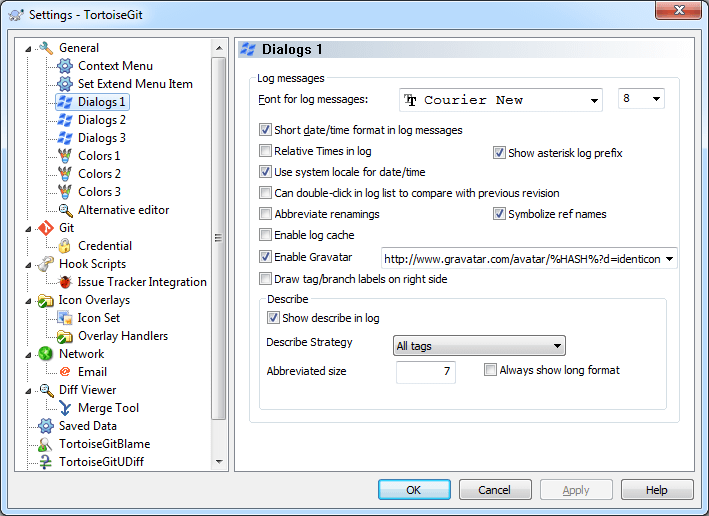 Settings - TortoiseGit
General
Context Menu
Set Extend Menu Item
Dialogs 1
Dialogs 2
Dialogs 3
Colors 1
Colors 2
Colors 3
Alternative editor
Git
Credential
Hook Scripts
Issue Tracker Integration
Icon Overlays
Icon Set
Overlay Handlers
Network
Email
Diff Viewer
Merge Tool
Saved Data
TortoiseGitBlame
TortoiseGitUDiff
Dialogs 1
Log messages
Font for log messages: Courier New 8
Short date/time format in log messages
Relative Times in log Show asterisk log prefix
Use system locale for date/time
Can double-click in log list to compare with previous revision
Abbreviate renamings Symbolize ref names
Enable log cache
Enable Gravatar http://www.gravatar.com/avatar/%HASH%?d=identicon
Draw tag/branch labels on right side
Describe
Show describe in log
Describe Strategy All tags
Abbreviated size 7 Always show long format
OK Cancel Apply Help